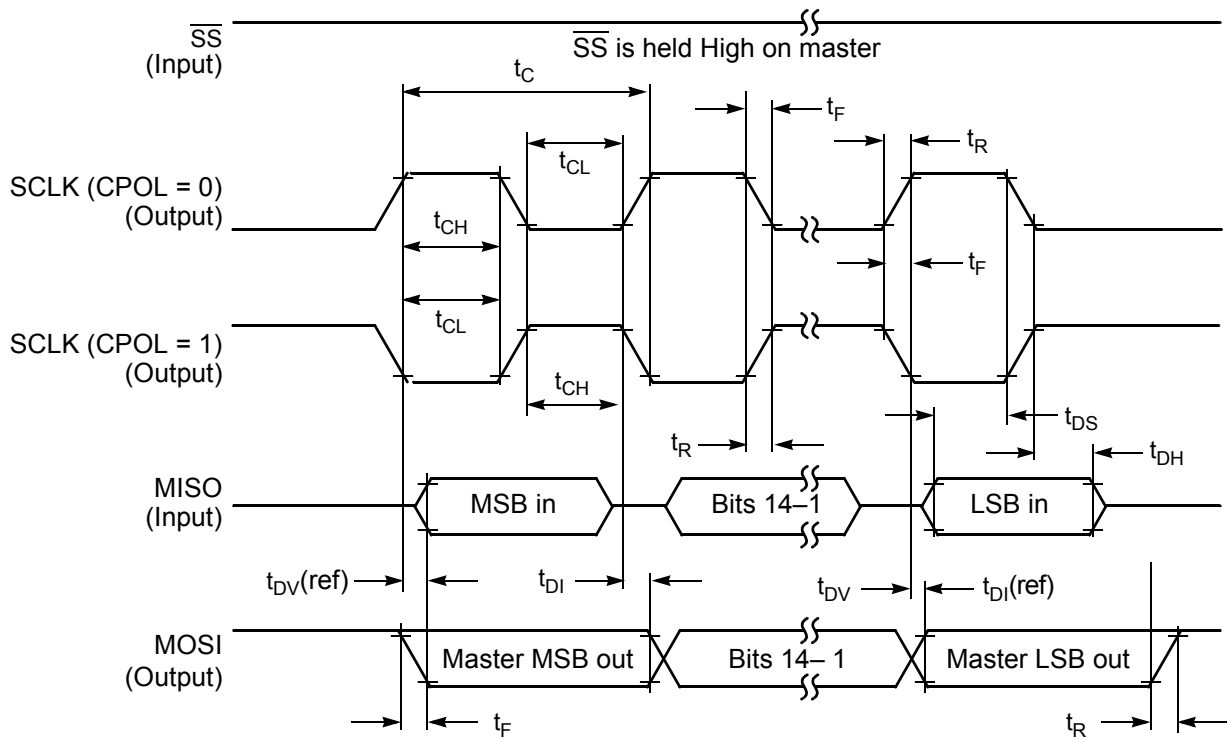 SS
(Input)
SS is held High on master
tC
tF
tR
tCL
SCLK (CPOL = 0)
(Output)
tCH
tF
tCL
SCLK (CPOL = 1)
(Output)
tCH
tDS
tR
tDH
MISO
(Input)
MSB in
Bits 14–1
LSB in
tDV(ref)
tDI
tDV
tDI(ref)
MOSI
(Output)
Master MSB out
Bits 14– 1
Master LSB out
tF
tR